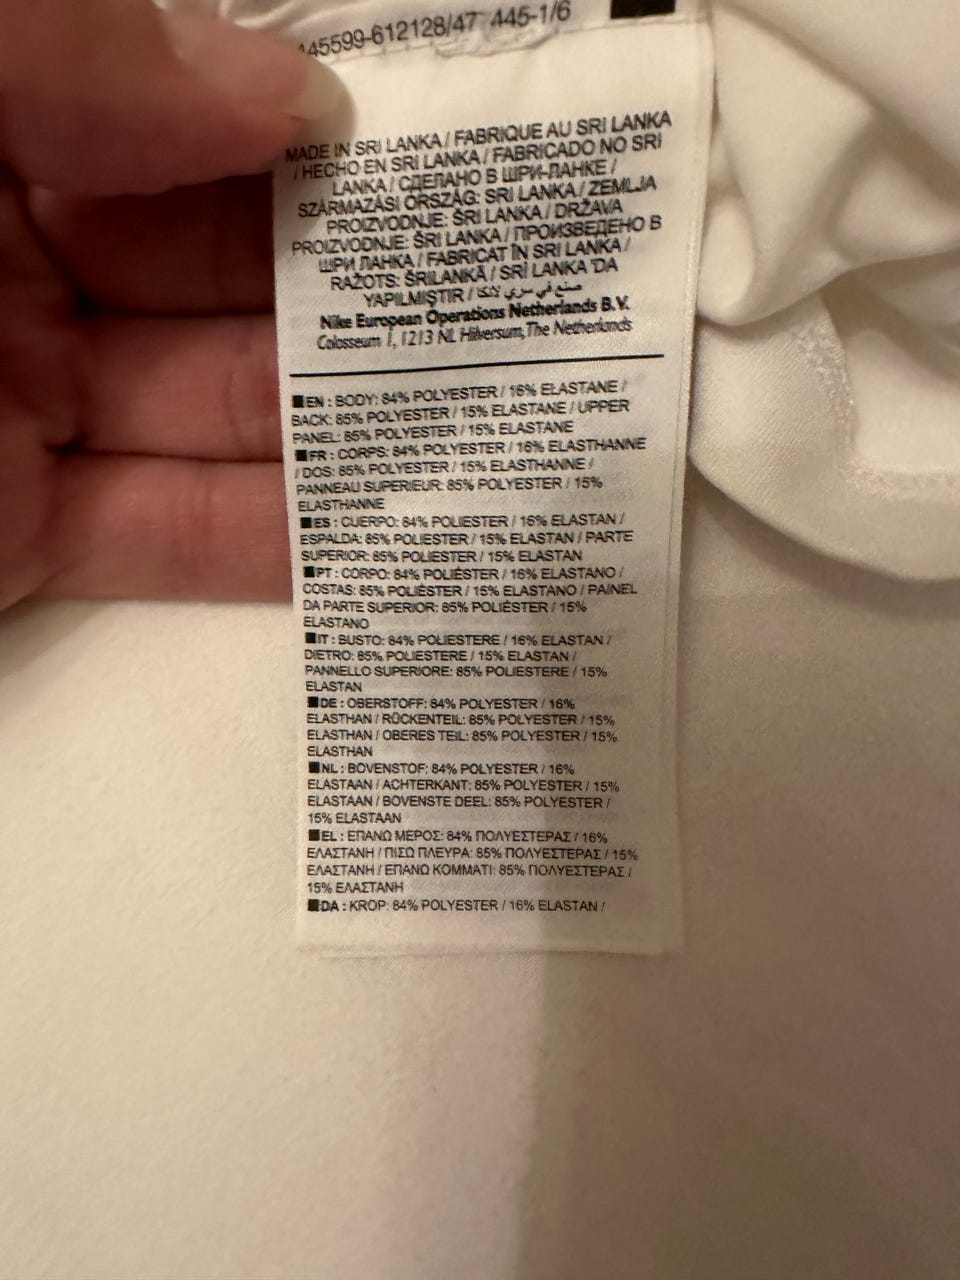 445599-612128/47 445-1/6
MADE IN SRI LANKA / FABRIQUE AU SRI LANKA
/ HECHO EN SRI LANKA / FABRICADO NO SRI
LANKA / СДЕЛАНО В ШРИ-ЛАНКЕ /
SZÁRMAZÁSI ORSZÁG: SRI LANKA / ZEMLJA
PROIZVODNJE: ŠRI LANKA / DRŽAVA
PROIZVODNJE: ŠRI LANKA / ПРОИЗВЕДЕНО В
ШРИ ЛАНКА / FABRICAT ÎN SRI LANKA /
RAŽOTS: ŠRILANKĀ / SRİ LANKA 'DA
YAPILMIŞTIR / صنع في سري لانكا
Nike European Operations Netherlands B.V.
Colosseum 1, 1213 NL Hilversum, The Netherlands
EN : BODY: 84% POLYESTER / 16% ELASTANE /
BACK: 85% POLYESTER / 15% ELASTANE / UPPER
PANEL: 85% POLYESTER / 15% ELASTANE
FR : CORPS: 84% POLYESTER / 16% ELASTHANNE
/ DOS: 85% POLYESTER / 15% ELASTHANNE /
PANNEAU SUPERIEUR: 85% POLYESTER / 15%
ELASTHANNE
ES : CUERPO: 84% POLIESTER / 16% ELASTAN /
ESPALDA: 85% POLIESTER / 15% ELASTAN / PARTE
SUPERIOR: 85% POLIESTER / 15% ELASTAN
PT : CORPO: 84% POLIÉSTER / 16% ELASTANO /
COSTAS: 85% POLIÉSTER / 15% ELASTANO / PAINEL
DA PARTE SUPERIOR: 85% POLIÉSTER / 15%
ELASTANO
IT : BUSTO: 84% POLIESTERE / 16% ELASTAN /
DIETRO: 85% POLIESTERE / 15% ELASTAN /
PANNELLO SUPERIORE: 85% POLIESTERE / 15%
ELASTAN
DE : OBERSTOFF: 84% POLYESTER / 16%
ELASTHAN / RÜCKENTEIL: 85% POLYESTER / 15%
ELASTHAN / OBERES TEIL: 85% POLYESTER / 15%
ELASTHAN
NL : BOVENSTOF: 84% POLYESTER / 16%
ELASTAAN / ACHTERKANT: 85% POLYESTER / 15%
ELASTAAN / BOVENSTE DEEL: 85% POLYESTER /
15% ELASTAAN
EL : ΕΠΑΝΩ ΜΕΡΟΣ: 84% ΠΟΛΥΕΣΤΕΡΑΣ / 16%
ΕΛΑΣΤΑΝΗ / ΠΙΣΩ ΠΛΕΥΡΑ: 85% ΠΟΛΥΕΣΤΕΡΑΣ / 15%
ΕΛΑΣΤΑΝΗ / ΕΠΑΝΩ ΚΟΜΜΑΤΙ: 85% ΠΟΛΥΕΣΤΕΡΑΣ /
15% ΕΛΑΣΤΑΝΗ
DA : KROP: 84% POLYESTER / 16% ELASTAN /